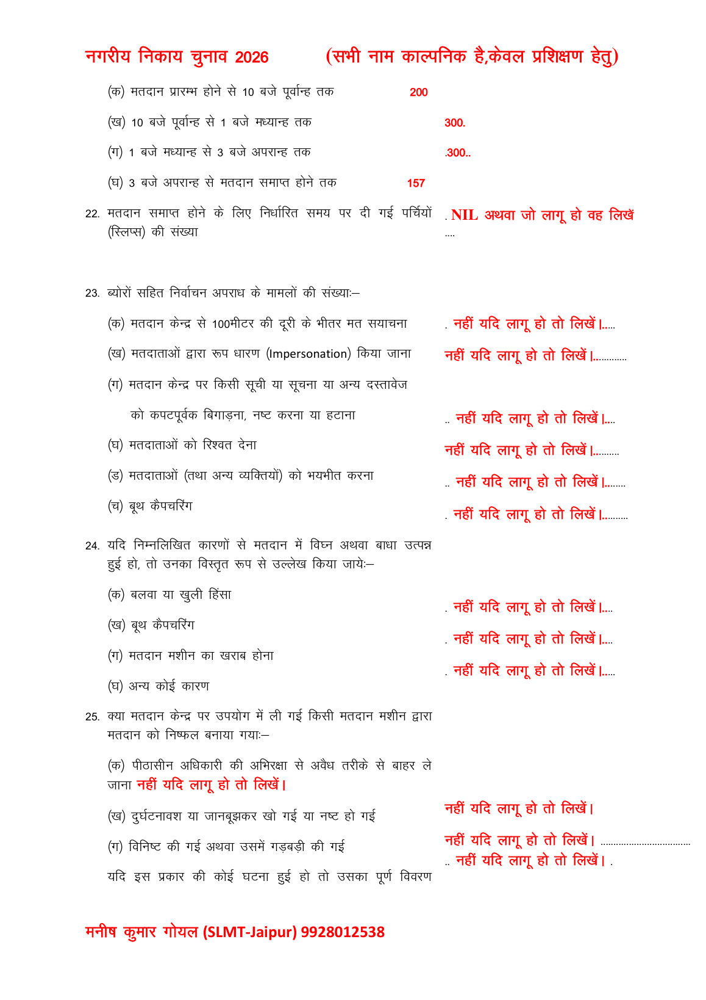 नगरीय निकाय चुनाव 2026 (सभी नाम काल्पनिक है,केवल प्रशिक्षण हेतु)
(क) मतदान प्रारम्भ होने से 10 बजे पूर्वान्ह तक 200
(ख) 10 बजे पूर्वान्ह से 1 बजे मध्यान्ह तक 300.
(ग) 1 बजे मध्यान्ह से 3 बजे अपरान्ह तक .300..
(घ) 3 बजे अपरान्ह से मतदान समाप्त होने तक 157
22. मतदान समाप्त होने के लिए निर्धारित समय पर दी गई पर्चियों . NIL अथवा जो लागू हो वह लिखें
(स्लिप्स) की संख्या ....
23. ब्योरों सहित निर्वाचन अपराध के मामलों की संख्याः–
(क) मतदान केन्द्र से 100मीटर की दूरी के भीतर मत सयाचना . नहीं यदि लागू हो तो लिखें।.....
(ख) मतदाताओं द्वारा रूप धारण (Impersonation) किया जाना नहीं यदि लागू हो तो लिखें।.............
(ग) मतदान केन्द्र पर किसी सूची या सूचना या अन्य दस्तावेज
को कपटपूर्वक बिगाड़ना, नष्ट करना या हटाना .. नहीं यदि लागू हो तो लिखें।....
(घ) मतदाताओं को रिश्वत देना नहीं यदि लागू हो तो लिखें।..........
(ड) मतदाताओं (तथा अन्य व्यक्तियों) को भयभीत करना .. नहीं यदि लागू हो तो लिखें।........
(च) बूथ कैपचरिंग . नहीं यदि लागू हो तो लिखें।..........
24. यदि निम्नलिखित कारणों से मतदान में विघ्न अथवा बाधा उत्पन्न
हुई हो, तो उनका विस्तृत रूप से उल्लेख किया जायेः–
(क) बलवा या खुली हिंसा . नहीं यदि लागू हो तो लिखें।....
(ख) बूथ कैपचरिंग . नहीं यदि लागू हो तो लिखें।....
(ग) मतदान मशीन का खराब होना . नहीं यदि लागू हो तो लिखें।.....
(घ) अन्य कोई कारण
25. क्या मतदान केन्द्र पर उपयोग में ली गई किसी मतदान मशीन द्वारा
मतदान को निष्फल बनाया गयाः–
(क) पीठासीन अधिकारी की अभिरक्षा से अवैध तरीके से बाहर ले
जाना नहीं यदि लागू हो तो लिखें।
(ख) दुर्घटनावश या जानबूझकर खो गई या नष्ट हो गई नहीं यदि लागू हो तो लिखें।
(ग) विनिष्ट की गई अथवा उसमें गड़बड़ी की गई नहीं यदि लागू हो तो लिखें। ...................................
.. नहीं यदि लागू हो तो लिखें। .
यदि इस प्रकार की कोई घटना हुई हो तो उसका पूर्ण विवरण
मनीष कुमार गोयल (SLMT-Jaipur) 9928012538